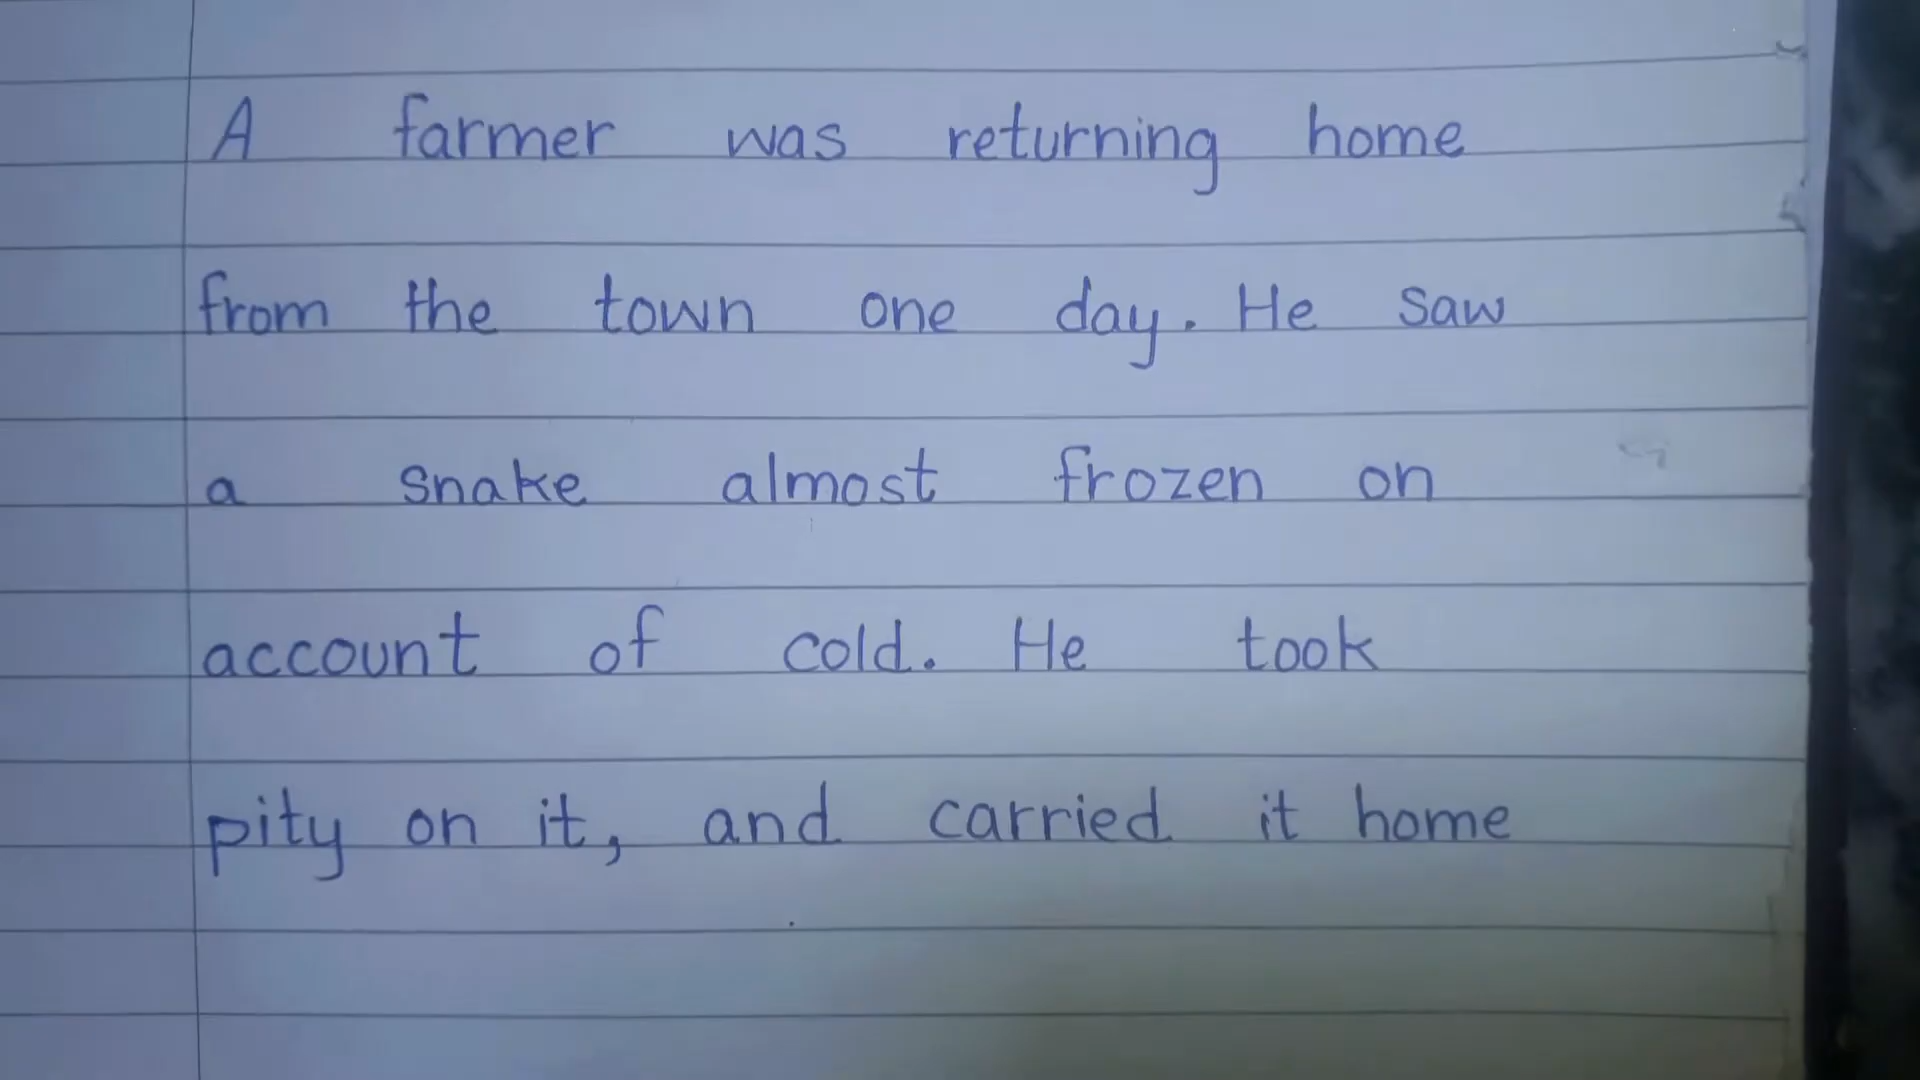 A farmer was returning home
from the town one day. He saw
a snake almost frozen on
account of cold. He took
pity on it, and carried it home